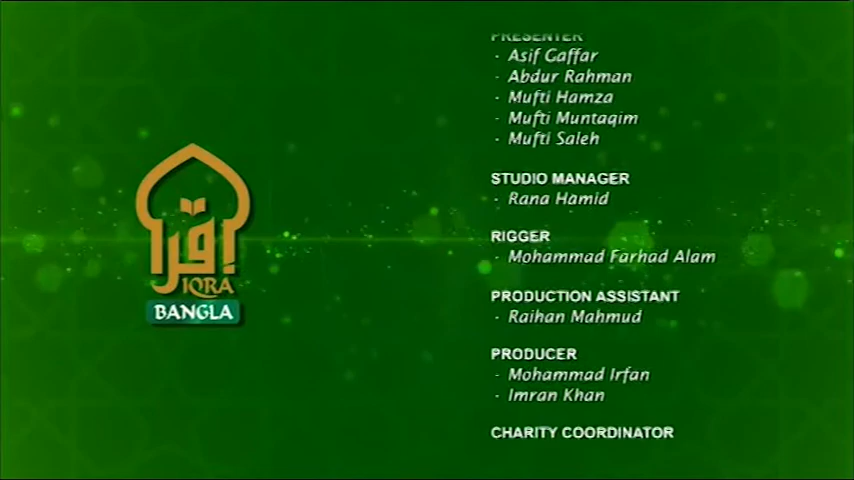 اقرأ
IQRA
BANGLA
PRESENTER
- Asif Gaffar
- Abdur Rahman
- Mufti Hamza
- Mufti Muntaqim
- Mufti Saleh
STUDIO MANAGER
- Rana Hamid
RIGGER
- Mohammad Farhad Alam
PRODUCTION ASSISTANT
- Raihan Mahmud
PRODUCER
- Mohammad Irfan
- Imran Khan
CHARITY COORDINATOR